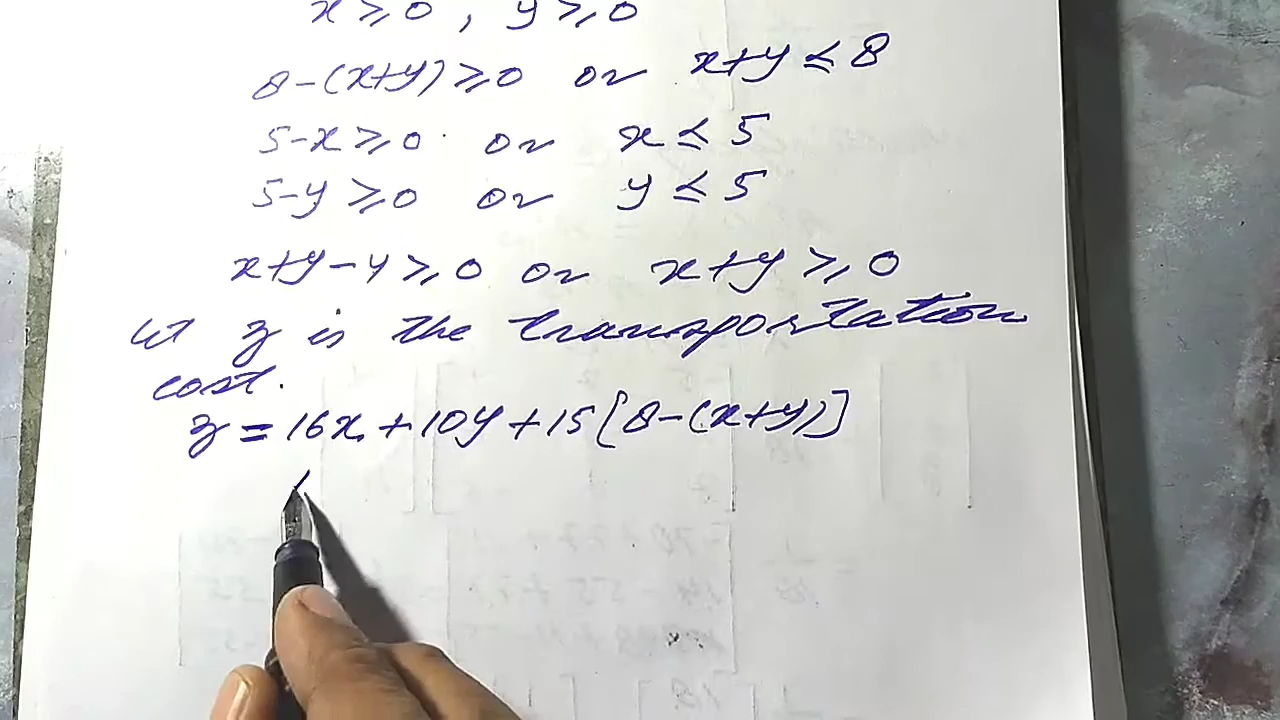 x ≥ 0 , y ≥ 0
8-(x+y) ≥ 0 or x+y ≤ 8
5-x ≥ 0 or x ≤ 5
5-y ≥ 0 or y ≤ 5
x+y-4 ≥ 0 or x+y ≥ 0
let z is the transportation
cost.
z = 16x + 10y + 15[8-(x+y)]